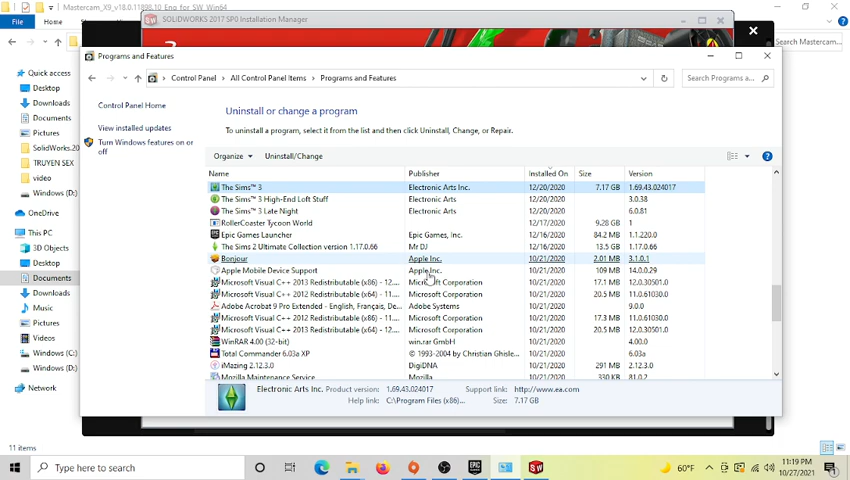 Mastercam_X9_v18.0.11898.10_Eng_for_SW_Win64
File
Home
SOLIDWORKS 2017 SP0 Installation Manager
Search Mastercam...
Programs and Features
Control Panel > All Control Panel Items > Programs and Features
Search Programs a...
Control Panel Home
View installed updates
Turn Windows features on or off
Uninstall or change a program
To uninstall a program, select it from the list and then click Uninstall, Change, or Repair.
Organize Uninstall/Change
Name Publisher Installed On Size Version
The Sims™ 3 Electronic Arts Inc. 12/20/2020 7.17 GB 1.69.43.024017
The Sims™ 3 High-End Loft Stuff Electronic Arts 12/20/2020 3.0.38
The Sims™ 3 Late Night Electronic Arts 12/20/2020 6.0.81
RollerCoaster Tycoon World 12/17/2020 9.28 GB 1
Epic Games Launcher Epic Games, Inc. 12/16/2020 84.2 MB 1.1.220.0
The Sims 2 Ultimate Collection version 1.17.0.66 Mr DJ 12/16/2020 13.5 GB 1.17.0.66
Bonjour Apple Inc. 10/21/2020 2.01 MB 3.1.0.1
Apple Mobile Device Support Apple Inc. 10/21/2020 109 MB 14.0.0.29
Microsoft Visual C++ 2013 Redistributable (x86) - 12.... Microsoft Corporation 10/21/2020 17.1 MB 12.0.30501.0
Microsoft Visual C++ 2012 Redistributable (x64) - 11.... Microsoft Corporation 10/21/2020 20.5 MB 11.0.61030.0
Adobe Acrobat 9 Pro Extended - English, Français, De... Adobe Systems 10/21/2020 9.0.0
Microsoft Visual C++ 2012 Redistributable (x86) - 11.... Microsoft Corporation 10/21/2020 17.3 MB 11.0.61030.0
Microsoft Visual C++ 2013 Redistributable (x64) - 12.... Microsoft Corporation 10/21/2020 20.5 MB 12.0.30501.0
WinRAR 4.00 (32-bit) win.rar GmbH 10/21/2020 4.00.0
Total Commander 6.03a XP © 1993-2004 by Christian Ghisle... 10/21/2020 6.03a
iMazing 2.12.3.0 DigiDNA 10/21/2020 291 MB 2.12.3.0
Mozilla Maintenance Service Mozilla 10/21/2020 330 KB 81.0.2
Electronic Arts Inc. Product version: 1.69.43.024017 Support link: http://www.ea.com
Help link: C:\Program Files (x86)... Size: 7.17 GB
Quick access
Desktop
Downloads
Documents
Pictures
SolidWorks.20
TRUYEN SEX
video
Windows (D:)
OneDrive
This PC
3D Objects
Desktop
Documents
Downloads
Music
Pictures
Videos
Windows (C:
Windows (D:
Network
11 items
Type here to search
60°F
11:19 PM
10/27/2021